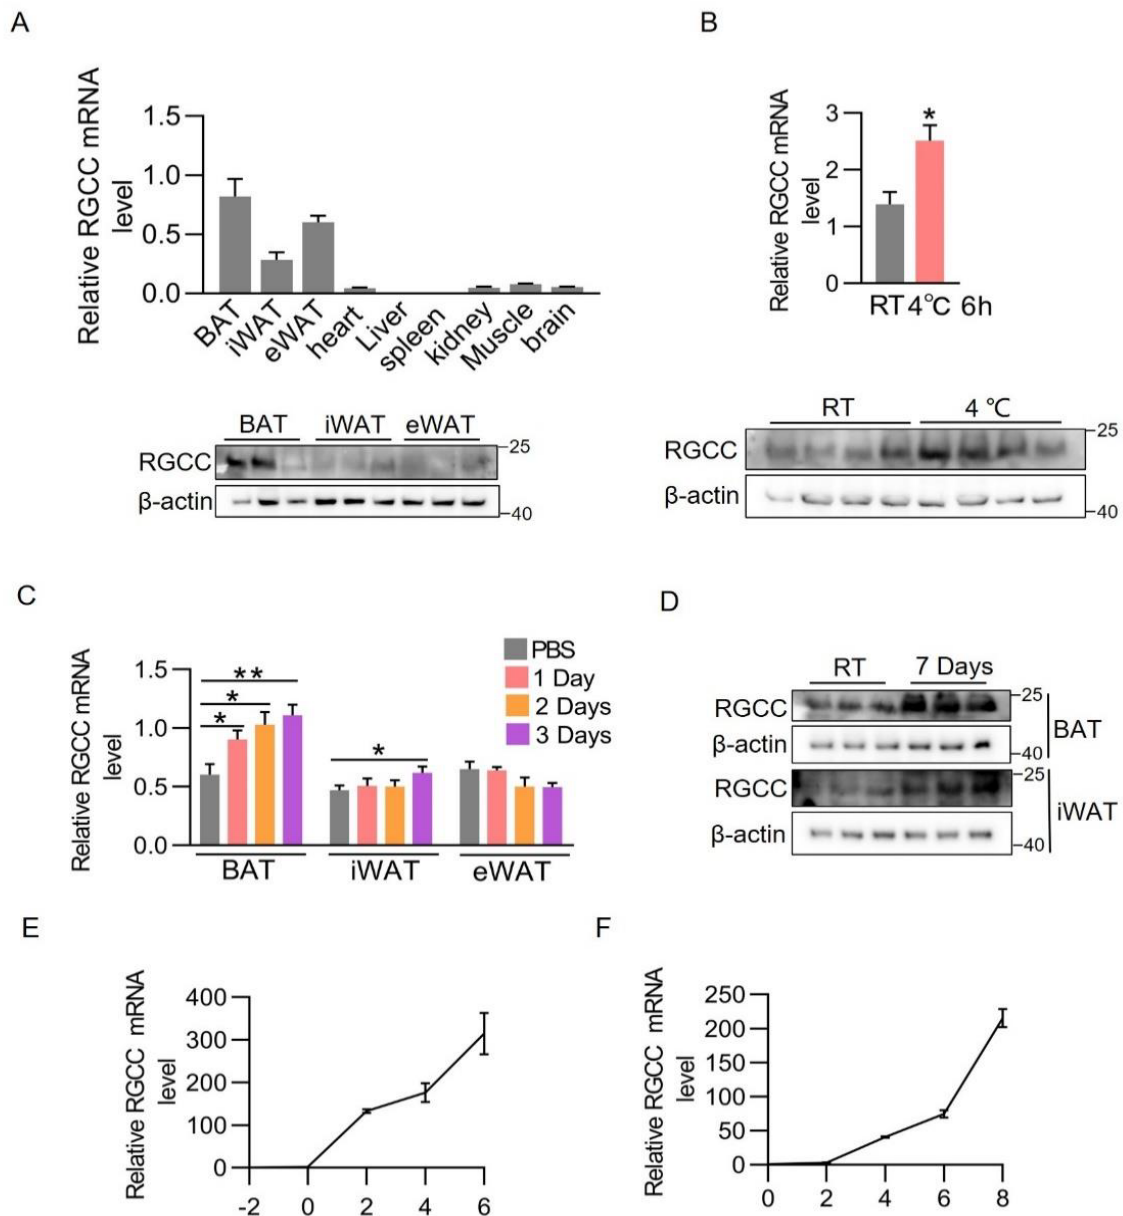 A
Relative RGCC mRNA
level
1.5
1.0
0.5
0.0
BAT
iWAT
eWAT
heart
Liver
spleen
kidney
Muscle
brain
BAT iWAT eWAT
RGCC
25
β-actin
40
B
Relative RGCC mRNA
level
3
2
1
0
*
RT 4℃ 6h
RT 4 ℃
RGCC
25
β-actin
40
C
Relative RGCC mRNA
level
1.5
1.0
0.5
0.0
**
*
*
*
PBS
1 Day
2 Days
3 Days
BAT iWAT eWAT
D
RT 7 Days
RGCC
25
β-actin
40
BAT
RGCC
25
β-actin
40
iWAT
E
Relative RGCC mRNA
level
400
300
200
100
0
-2 0 2 4 6
F
Relative RGCC mRNA
level
250
200
150
100
50
0
0 2 4 6 8